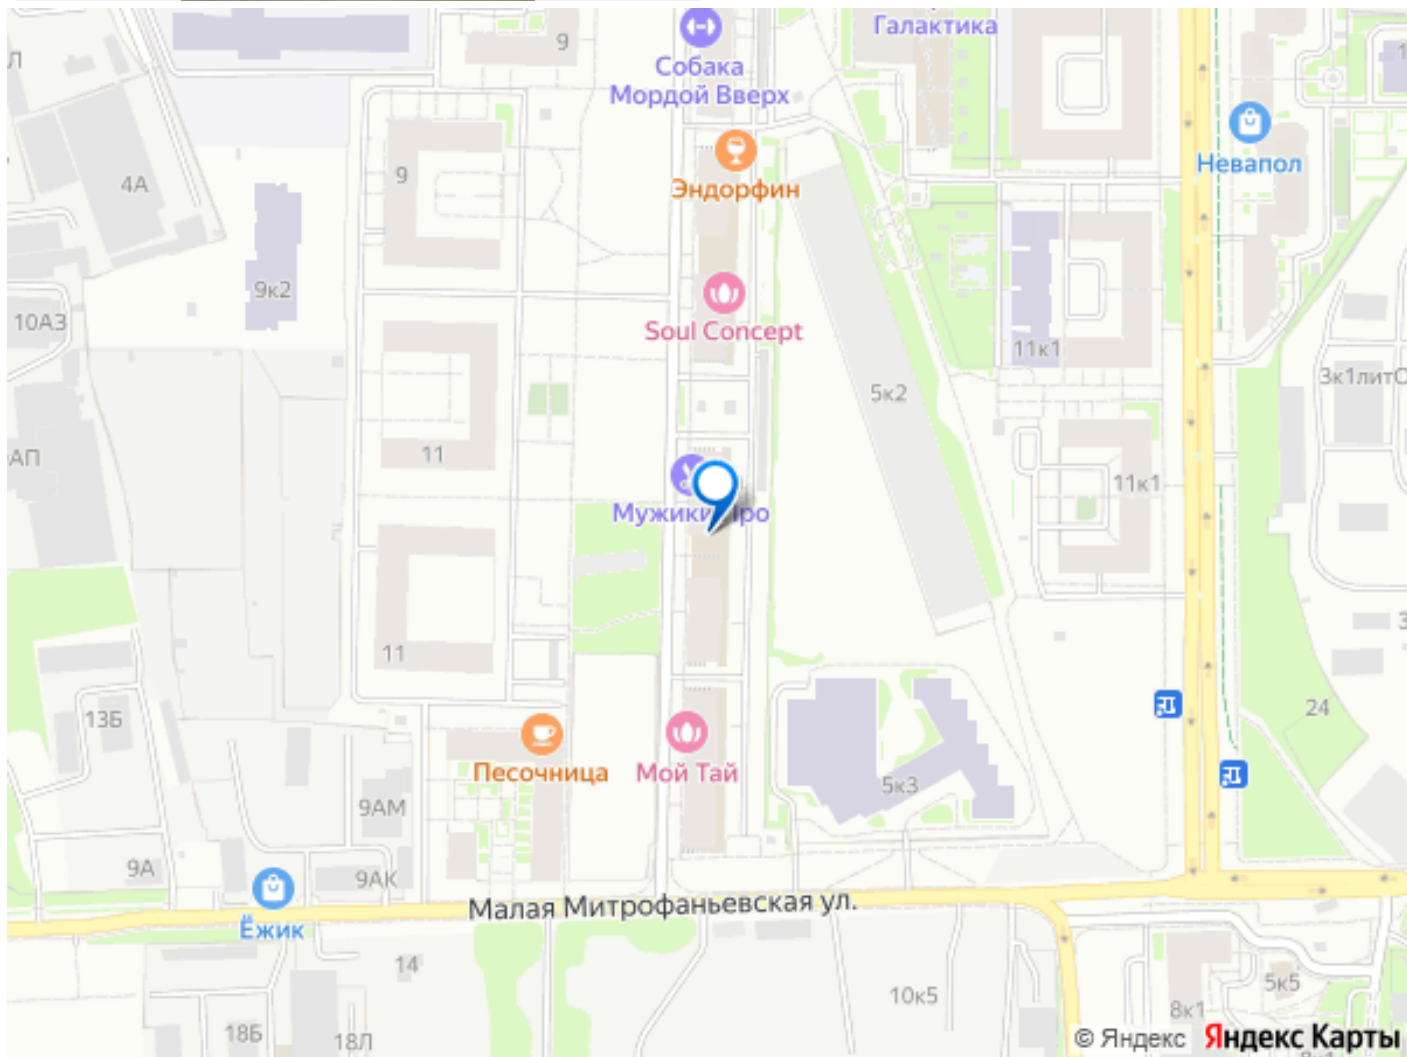 Галактика
Л
9
Собака
Мордой Вверх
Невапол
4А
9
Эндорфин
9к2
10А3
Soul Concept
11к1
5к2
3к1лит
АП
11
11к1
Мужики Про
11
13Б
24
Песочница
Мой Тай
5к3
9АМ
9А
9АК
Малая Митрофаньевская ул.
Ёжик
14
10к5
5к5
8к1
18Б
18Л
© Яндекс Яндекс Карты